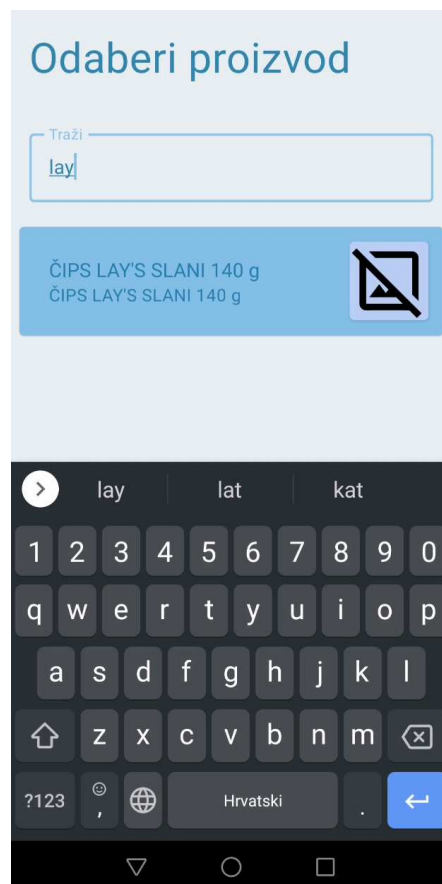 Odaberi proizvod
Traži
lay
ČIPS LAY'S SLANI 140 g
ČIPS LAY'S SLANI 140 g
lay lat kat
1 2 3 4 5 6 7 8 9 0
q w e r t y u i o p
a s d f g h j k l
z x c v b n m
?123 , Hrvatski .